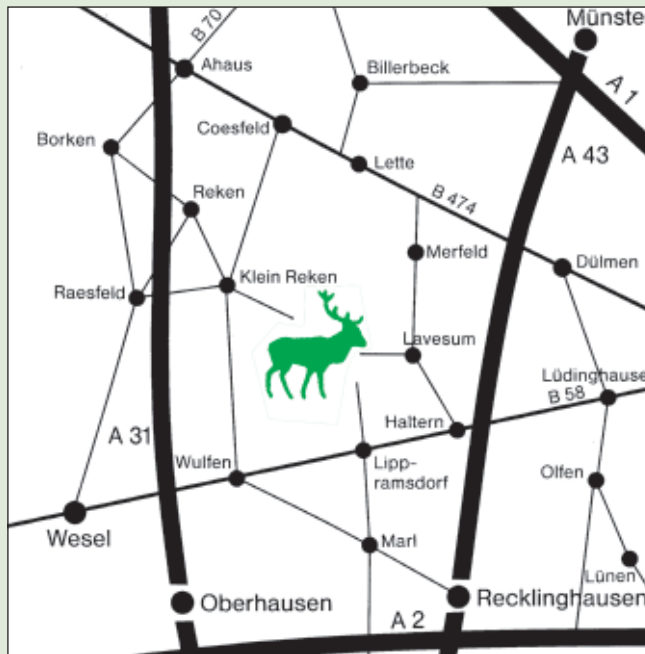 Münste
B 70
Ahaus
Billerbeck
A 1
Coesfeld
Borken
A 43
Lette
Reken
B 474
Merfeld
Dülmen
Klein Reken
Raesfeld
Lavesum
Lüdinghause
B 58
Haltern
A 31
Wulfen
Lipp-
ramsdorf
Olfen
Wesel
Marl
Lünen
Oberhausen
Recklinghausen
A 2